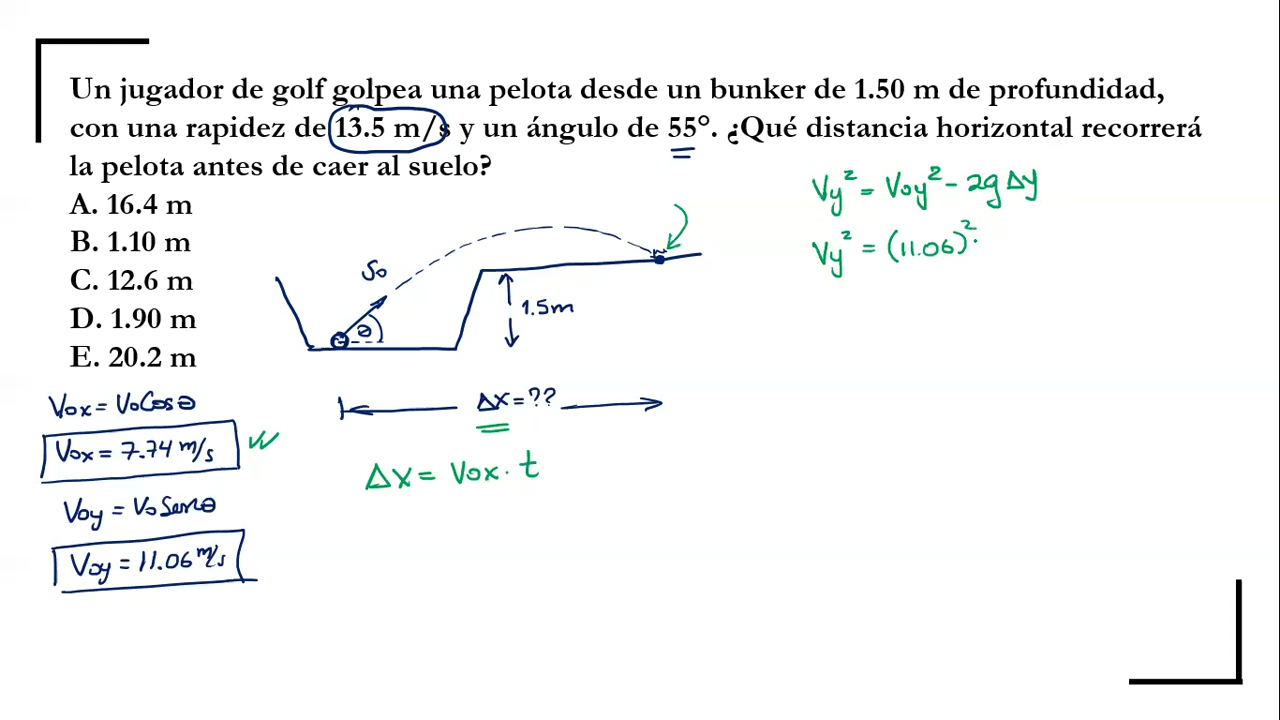 Un jugador de golf golpea una pelota desde un bunker de 1.50 m de profundidad,
con una rapidez de 13.5 m/s y un ángulo de 55°. ¿Qué distancia horizontal recorrerá
la pelota antes de caer al suelo?
A. 16.4 m
B. 1.10 m
C. 12.6 m
D. 1.90 m
E. 20.2 m
Vy² = Voy² - 2gΔy
Vy² = (11.06)²
θ
1.5m
Vox = VoCosθ
Vox = 7.74 m/s
Voy = VoSenθ
Voy = 11.06 m/s
Δx = ??
Δx = Vox · t